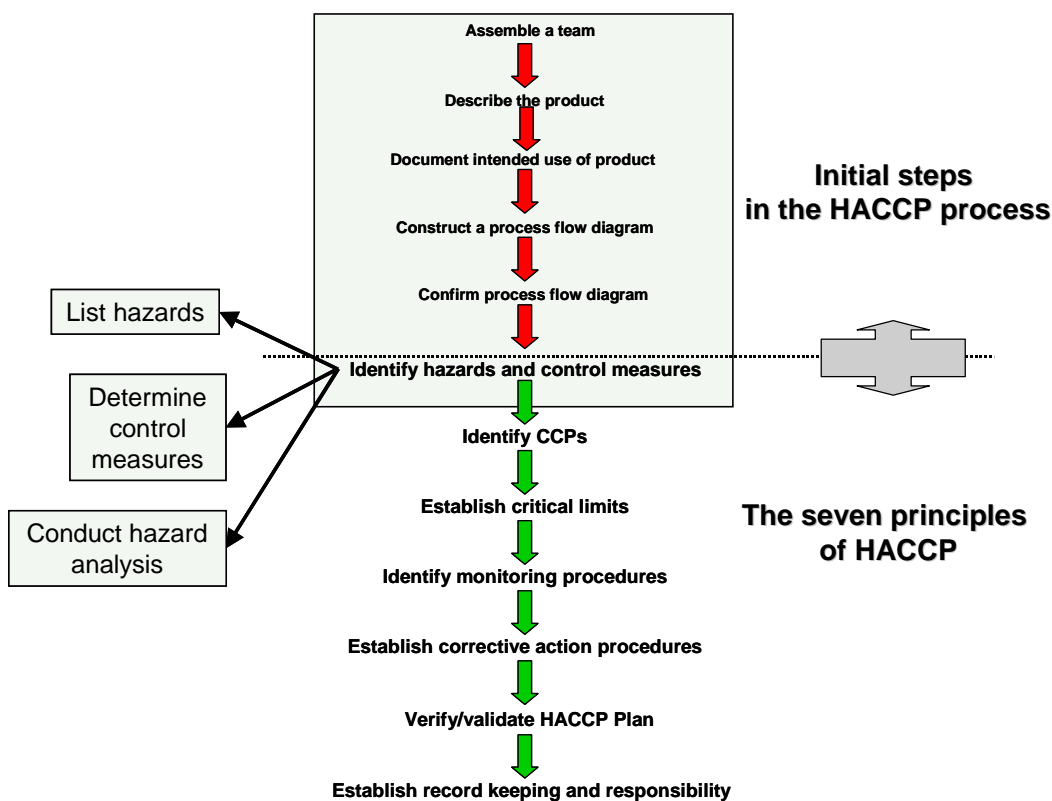 Assemble a team
Describe the product
Document intended use of product
Construct a process flow diagram
Confirm process flow diagram
Identify hazards and control measures
Identify CCPs
Establish critical limits
Identify monitoring procedures
Establish corrective action procedures
Verify/validate HACCP Plan
Establish record keeping and responsibility
List hazards
Determine
control
measures
Conduct hazard
analysis
Initial steps
in the HACCP process
The seven principles
of HACCP